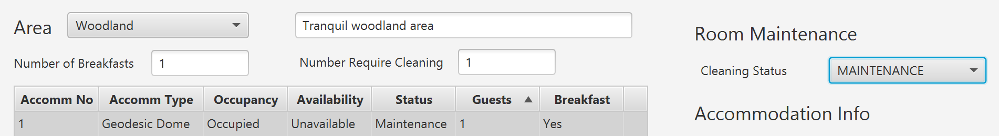 Area Woodland Tranquil woodland area
Room Maintenance
Number of Breakfasts 1 Number Require Cleaning 1
Cleaning Status MAINTENANCE
Accomm No Accomm Type Occupancy Availability Status Guests Breakfast
Accommodation Info
1 Geodesic Dome Occupied Unavailable Maintenance 1 Yes